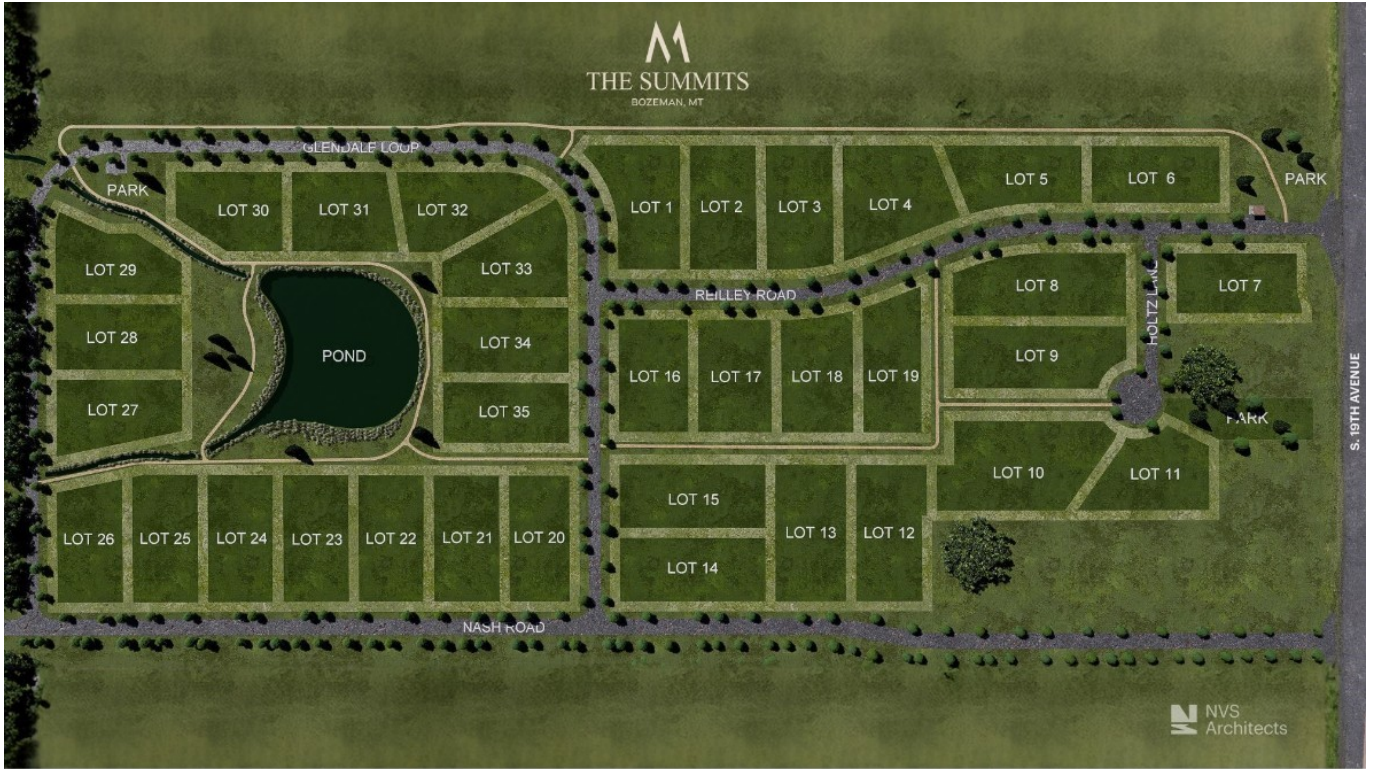 THE SUMMITS
BOZEMAN, MT
GLENDALE LOOP
PARK
LOT 30
LOT 31
LOT 32
LOT 1
LOT 2
LOT 3
LOT 4
LOT 5
LOT 6
PARK
LOT 29
LOT 33
REILLEY ROAD
LOT 8
HOLTZ LANE
LOT 7
LOT 28
POND
LOT 34
LOT 9
LOT 27
LOT 35
LOT 16
LOT 17
LOT 18
LOT 19
PARK
S. 19TH AVENUE
LOT 10
LOT 11
LOT 15
LOT 26
LOT 25
LOT 24
LOT 23
LOT 22
LOT 21
LOT 20
LOT 13
LOT 12
LOT 14
NASH ROAD
NVS
Architects